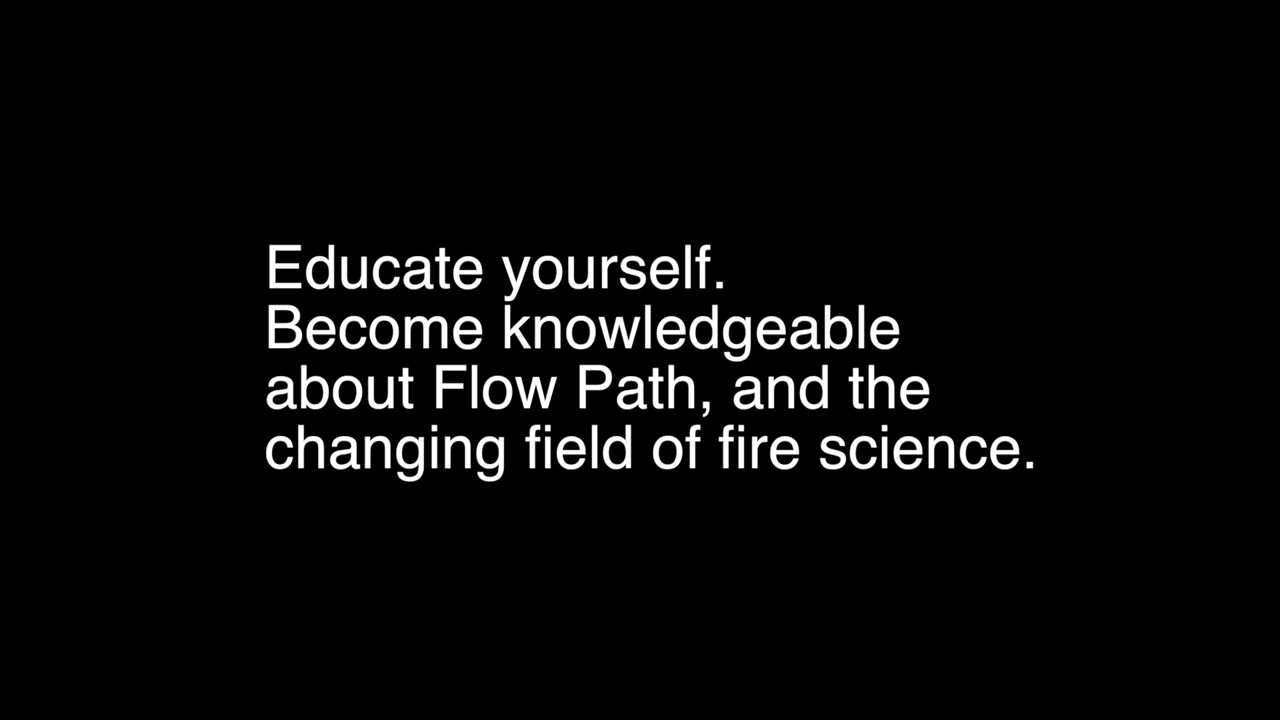 Educate yourself.
Become knowledgeable
about Flow Path, and the
changing field of fire science.